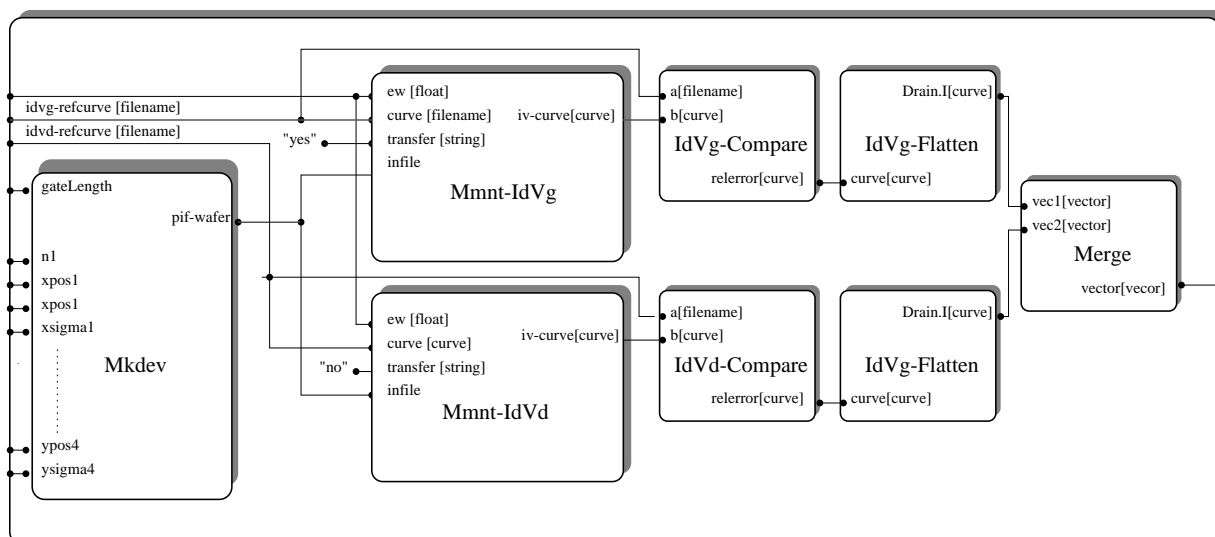 idvg-refcurve [filename]
idvd-refcurve [filename]
gateLength
pif-wafer
n1
xpos1
xpos1
xsigma1
Mkdev
ypos4
ysigma4
"yes"
"no"
ew [float]
curve [filename]
transfer [string]
infile
iv-curve[curve]
Mmnt-IdVg
ew [float]
curve [curve]
transfer [string]
infile
iv-curve[curve]
Mmnt-IdVd
a[filename]
b[curve]
IdVg-Compare
relerror[curve]
a[filename]
b[curve]
IdVd-Compare
relerror[curve]
Drain.I[curve]
IdVg-Flatten
curve[curve]
Drain.I[curve]
IdVg-Flatten
curve[curve]
vec1[vector]
vec2[vector]
Merge
vector[vecor]